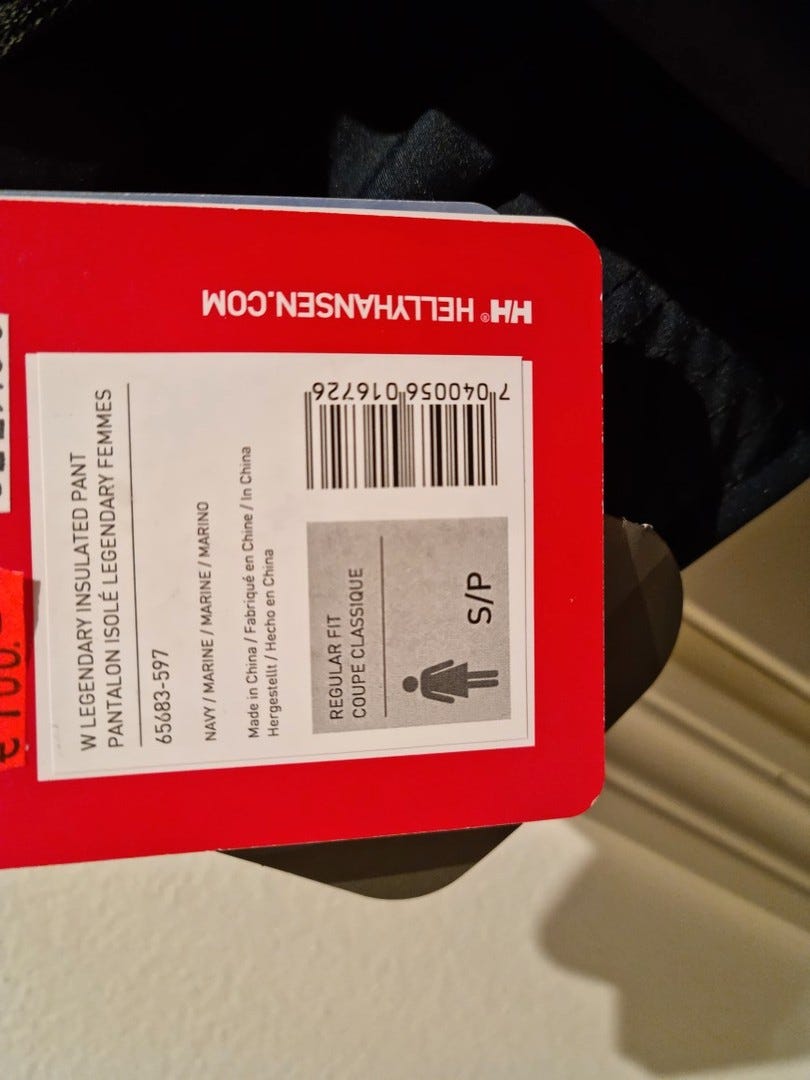 HH® HELLYHANSEN.COM
W LEGENDARY INSULATED PANT
PANTALON ISOLÉ LEGENDARY FEMMES
65683-597
NAVY / MARINE / MARINO
Made in China / Fabriqué en Chine / In China
Hergestellt / Hecho en China
REGULAR FIT
COUPE CLASSIQUE
S/P
7 040056 016726